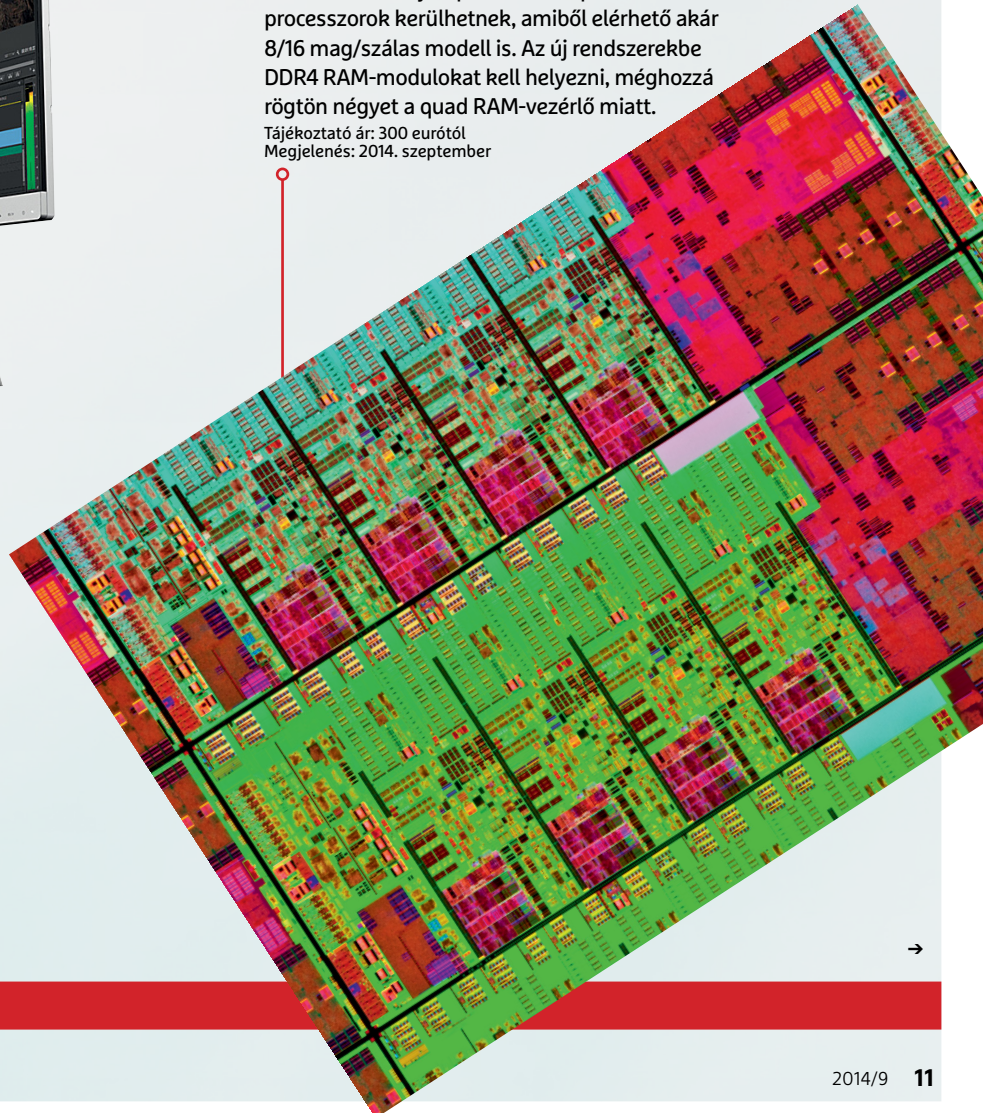 processzorok kerülhetnek, amiből elérhető akár
8/16 mag/szálas modell is. Az új rendszerekbe
DDR4 RAM-modulokat kell helyezni, méghozzá
rögtön négyet a quad RAM-vezérlő miatt.
Tájékoztató ár: 300 eurótól
Megjelenés: 2014. szeptember
➔
2014/9 11